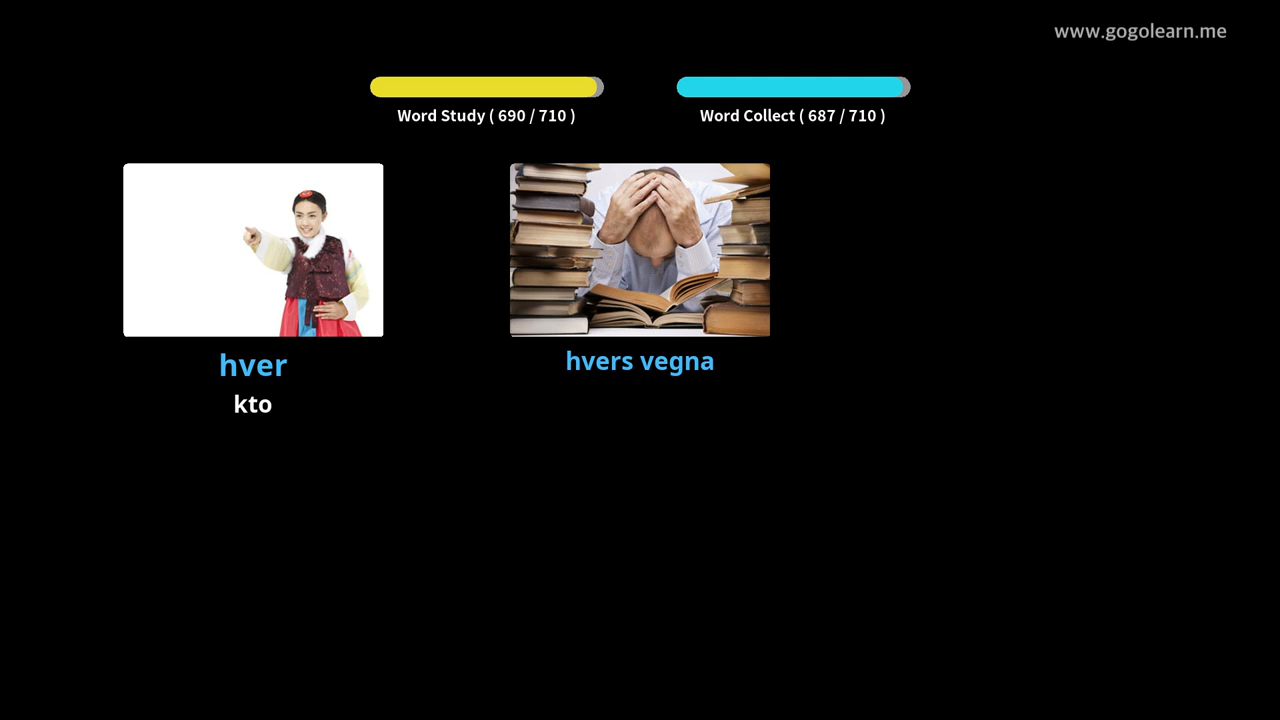 www.gogolearn.me
Word Study ( 690 / 710 )
Word Collect ( 687 / 710 )
hver
kto
hvers vegna